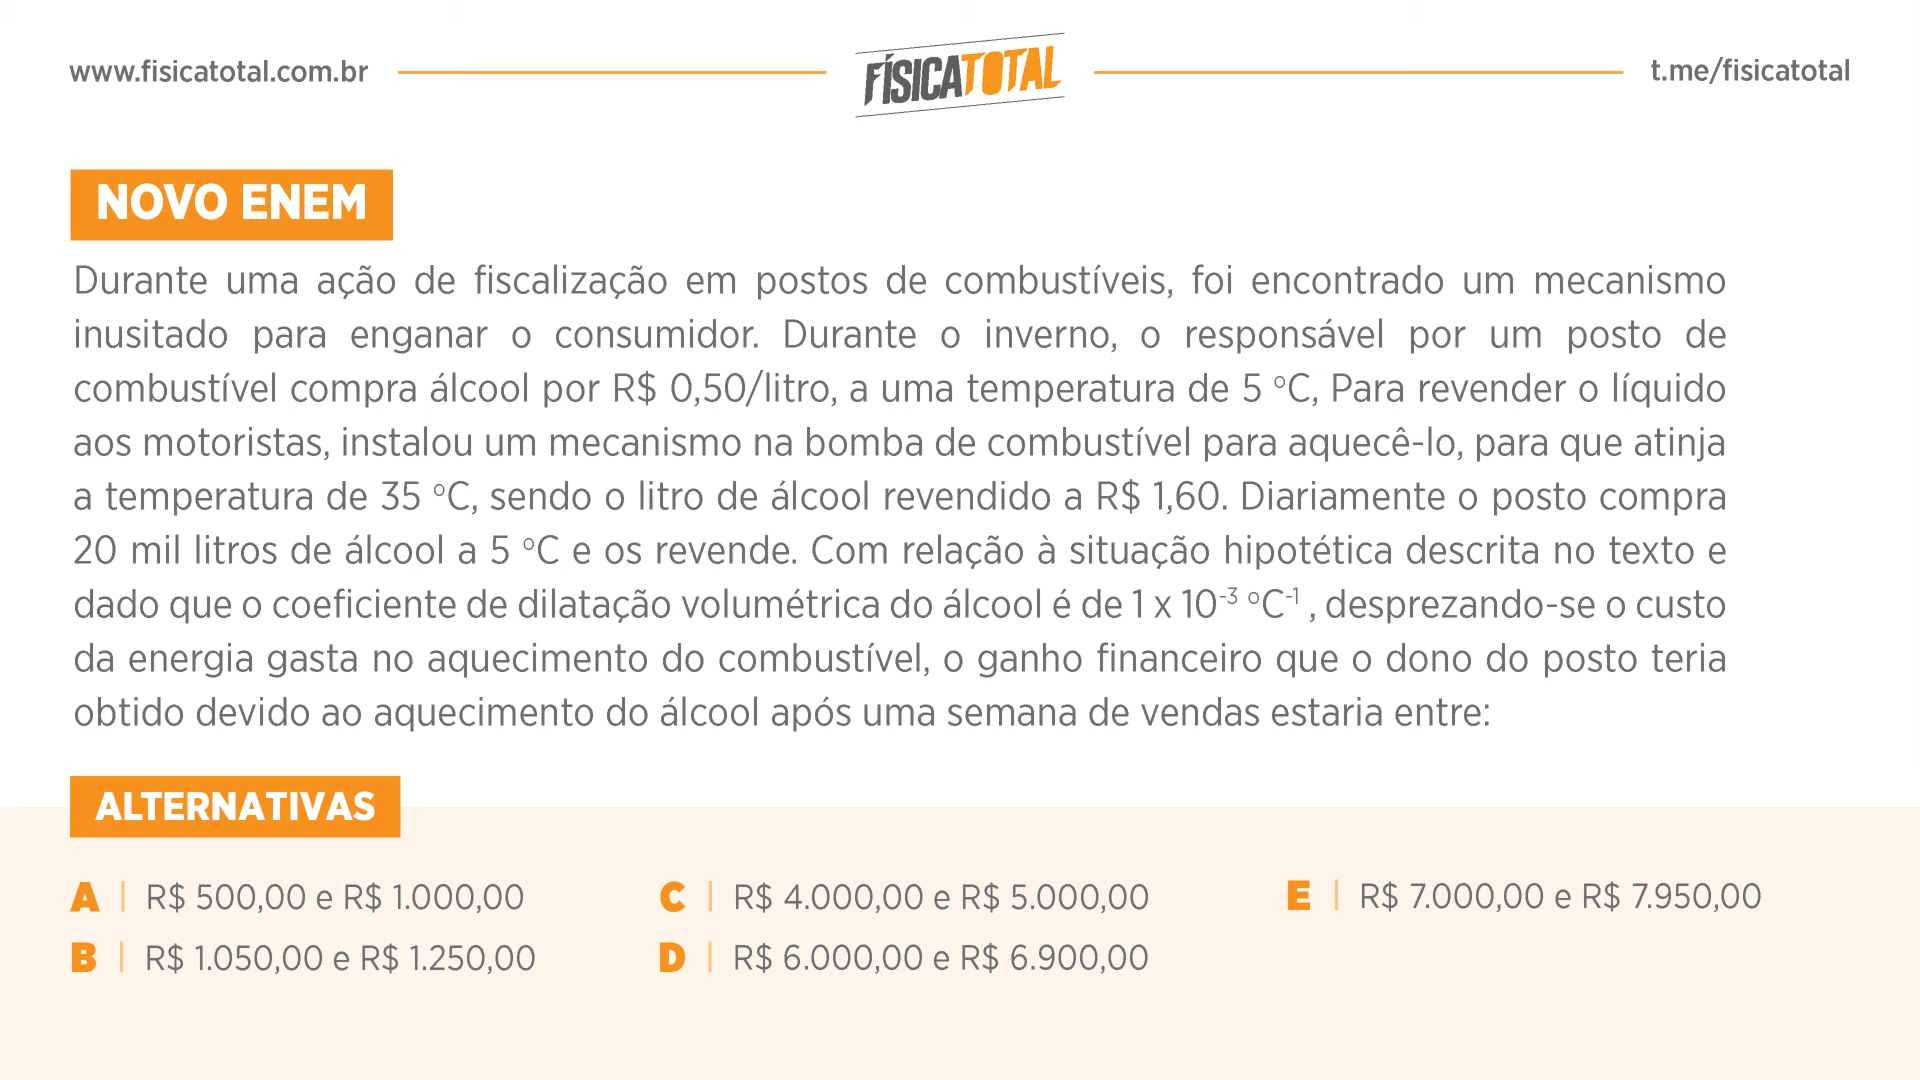 www.fisicatotal.com.br
FÍSICATOTAL
t.me/fisicatotal
NOVO ENEM
Durante uma ação de fiscalização em postos de combustíveis, foi encontrado um mecanismo
inusitado para enganar o consumidor. Durante o inverno, o responsável por um posto de
combustível compra álcool por R$ 0,50/litro, a uma temperatura de 5 ºC, Para revender o líquido
aos motoristas, instalou um mecanismo na bomba de combustível para aquecê-lo, para que atinja
a temperatura de 35 ºC, sendo o litro de álcool revendido a R$ 1,60. Diariamente o posto compra
20 mil litros de álcool a 5 ºC e os revende. Com relação à situação hipotética descrita no texto e
dado que o coeficiente de dilatação volumétrica do álcool é de 1 x 10⁻³ ºC⁻¹ , desprezando-se o custo
da energia gasta no aquecimento do combustível, o ganho financeiro que o dono do posto teria
obtido devido ao aquecimento do álcool após uma semana de vendas estaria entre:
ALTERNATIVAS
A | R$ 500,00 e R$ 1.000,00
B | R$ 1.050,00 e R$ 1.250,00
C | R$ 4.000,00 e R$ 5.000,00
D | R$ 6.000,00 e R$ 6.900,00
E | R$ 7.000,00 e R$ 7.950,00